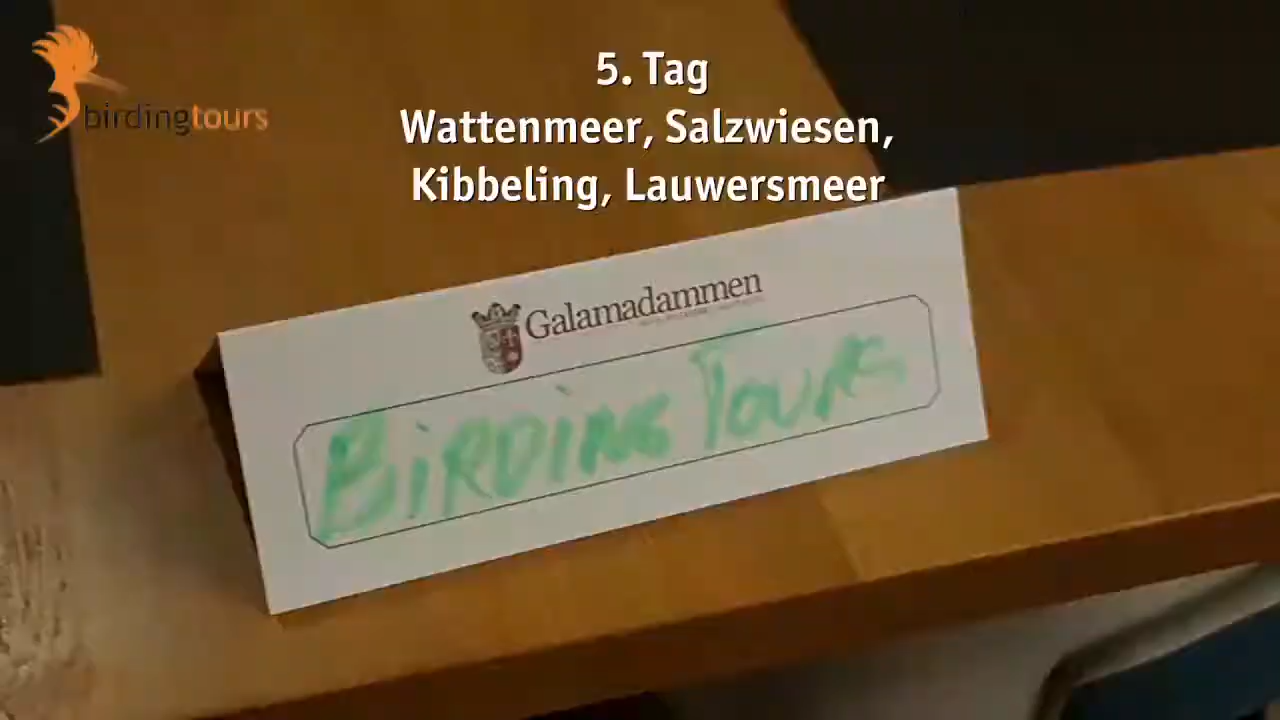 birdingtours
5. Tag
Wattenmeer, Salzwiesen,
Kibbeling, Lauwersmeer
Galamadammen
BiRDiNG TOURS